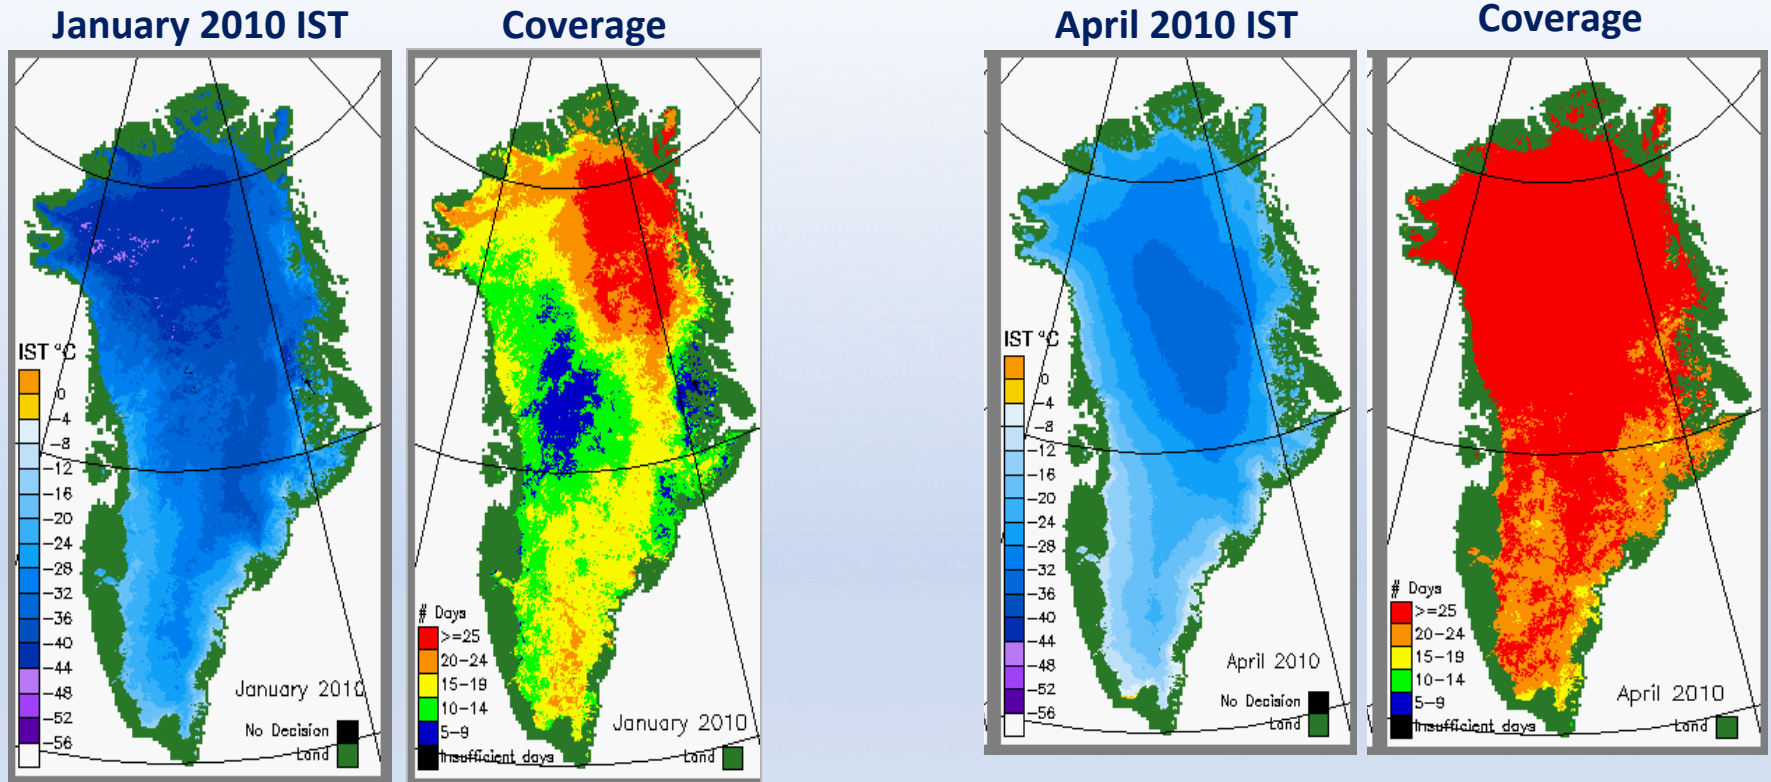 January 2010 IST
Coverage
April 2010 IST
Coverage
IST °C
0
-4
-8
-12
-16
-20
-24
-28
-32
-36
-40
-44
-48
-52
-56
January 2010
No Decision
Land
# Days
>=25
20-24
15-19
10-14
5-9
Insufficient days
January 2010
Land
IST °C
0
-4
-8
-12
-16
-20
-24
-28
-32
-36
-40
-44
-48
-52
-56
April 2010
No Decision
Land
# Days
>=25
20-24
15-19
10-14
5-9
Insufficient days
April 2010
Land